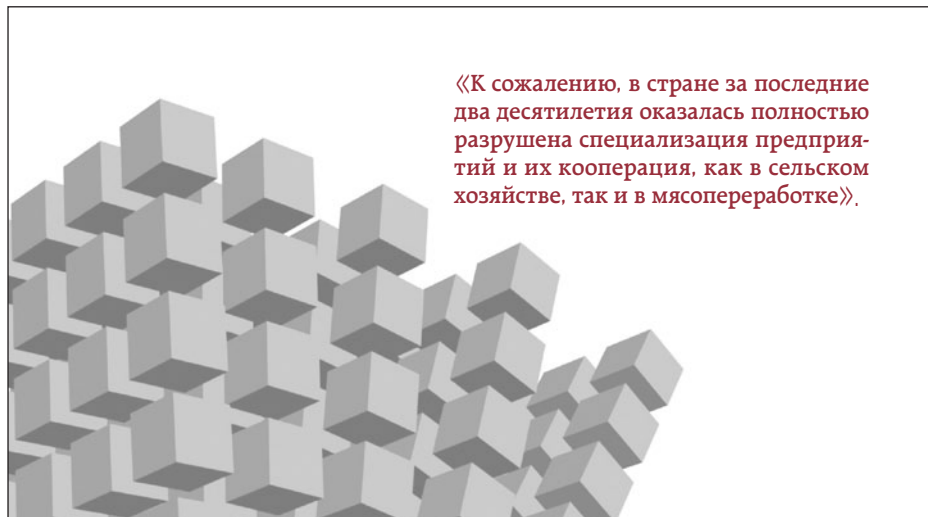 《К сожалению, в стране за последние
два десятилетия оказалась полностью
разрушена специализация предприя-
тий и их кооперация, как в сельском
хозяйстве, так и в мясопереработке》.